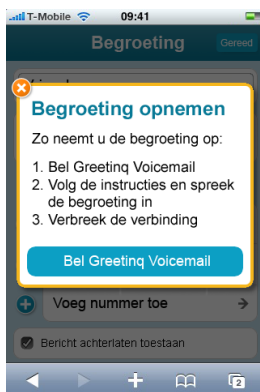 T-Mobile 09:41
Begroeting Gereed
Begroeting opnemen
Zo neemt u de begroeting op:
1. Bel Greetinq Voicemail
2. Volg de instructies en spreek
de begroeting in
3. Verbreek de verbinding
Bel Greetinq Voicemail
Voeg nummer toe
Bericht achterlaten toestaan
2